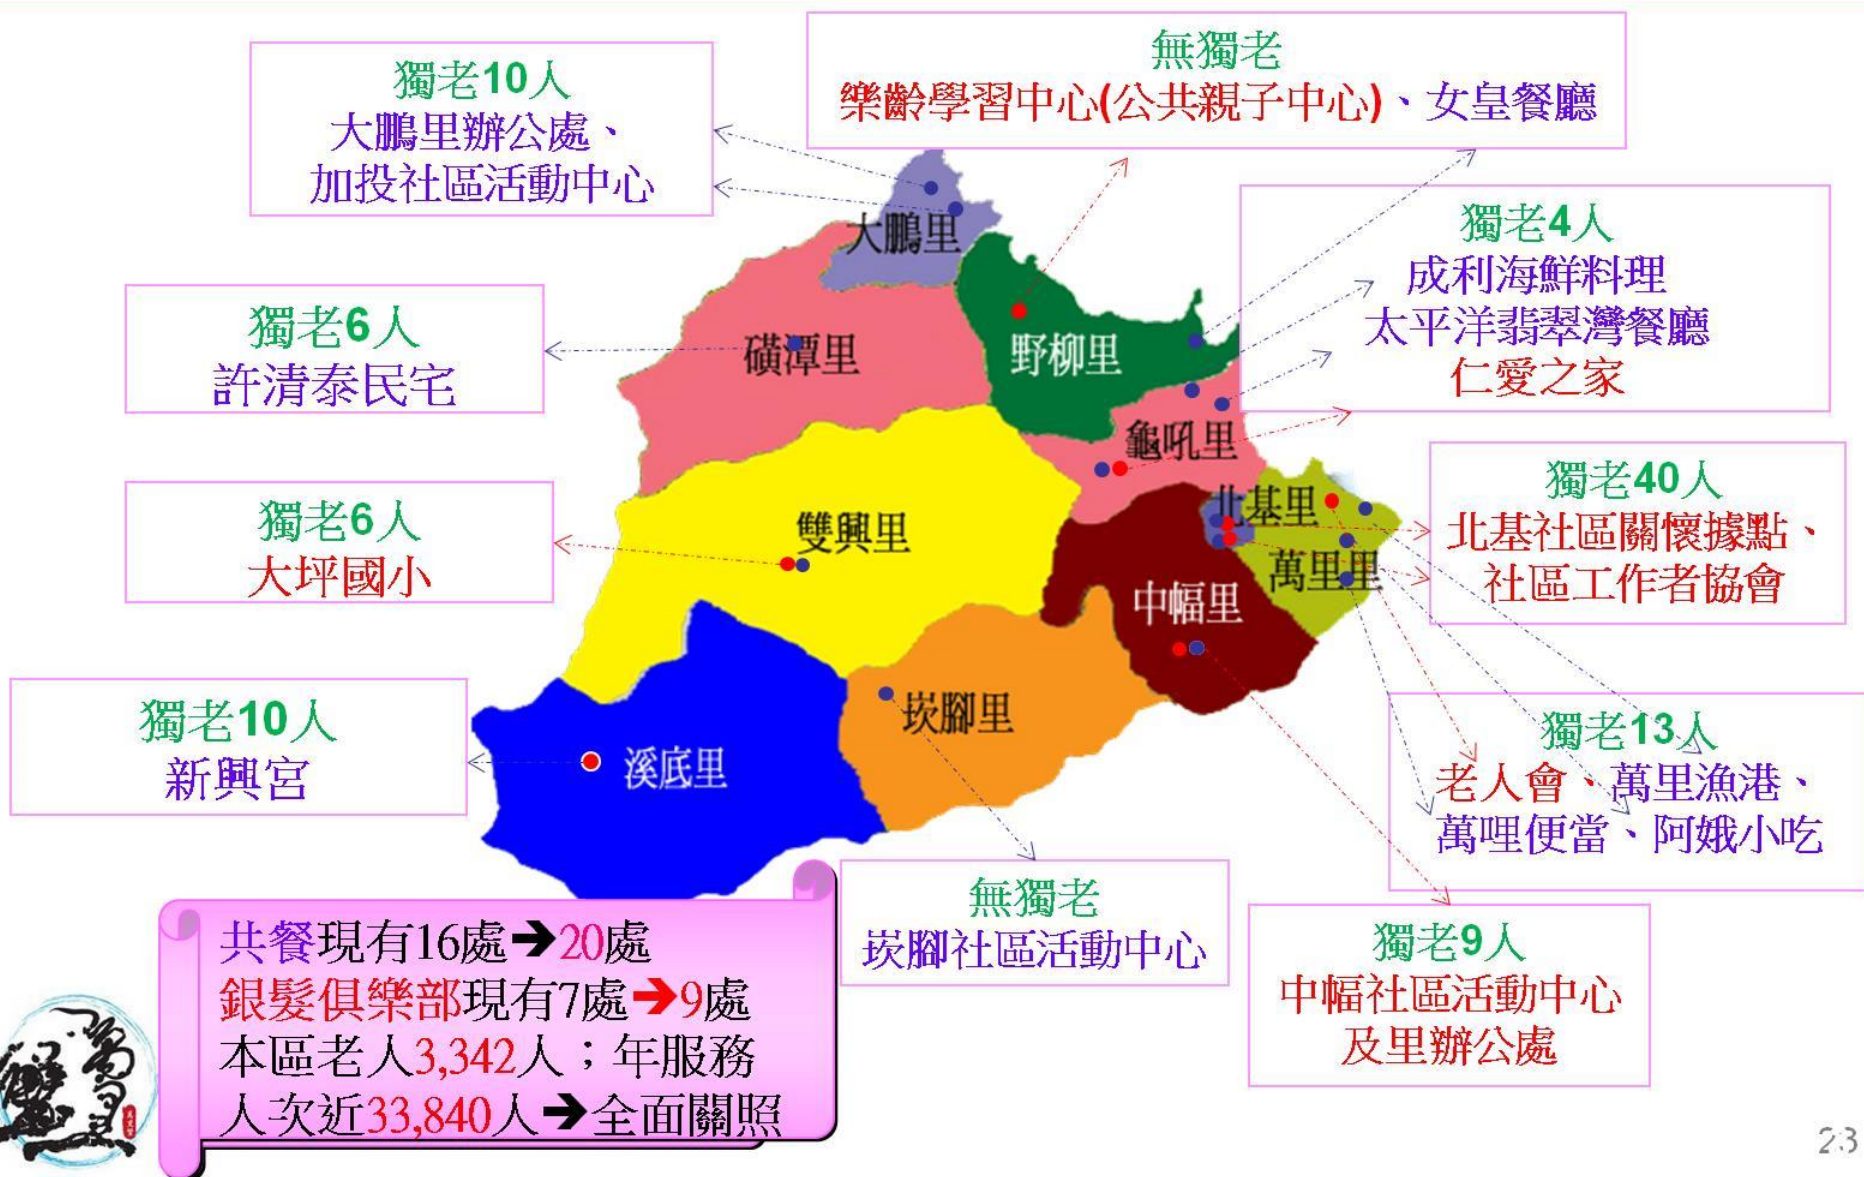 無獨老
樂齡學習中心(公共親子中心)、女皇餐廳
獨老10人
大鵬里辦公處、
加投社區活動中心
獨老4人
成利海鮮料理
太平洋翡翠灣餐廳
仁愛之家
大鵬里
獨老6人
許清泰民宅
磺潭里
野柳里
龜吼里
獨老40人
北基社區關懷據點、
社區工作者協會
獨老6人
大坪國小
雙興里
北基里
萬里里
中幅里
獨老10人
新興宮
溪底里
崁腳里
獨老13人
老人會、萬里漁港、
萬哩便當、阿娥小吃
無獨老
崁腳社區活動中心
獨老9人
中幅社區活動中心
及里辦公處
共餐現有16處➔20處
銀髮俱樂部現有7處➔9處
本區老人3,342人；年服務
人次近33,840人➔全面關照
23